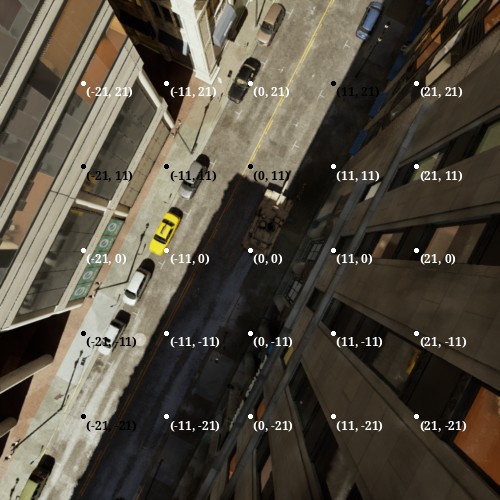 (-21, 21) (-11, 21) (0, 21) (11, 21) (21, 21)
(-21, 11) (-11, 11) (0, 11) (11, 11) (21, 11)
(-21, 0) (-11, 0) (0, 0) (11, 0) (21, 0)
(-21, -11) (-11, -11) (0, -11) (11, -11) (21, -11)
(-21, -21) (-11, -21) (0, -21) (11, -21) (21, -21)